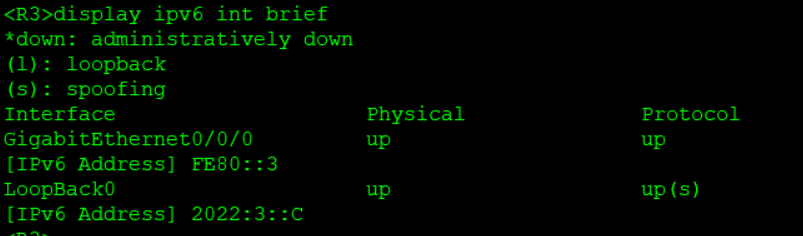 <R3>display ipv6 int brief
*down: administratively down
(l): loopback
(s): spoofing
Interface Physical Protocol
GigabitEthernet0/0/0 up up
[IPv6 Address] FE80::3
LoopBack0 up up(s)
[IPv6 Address] 2022:3::C